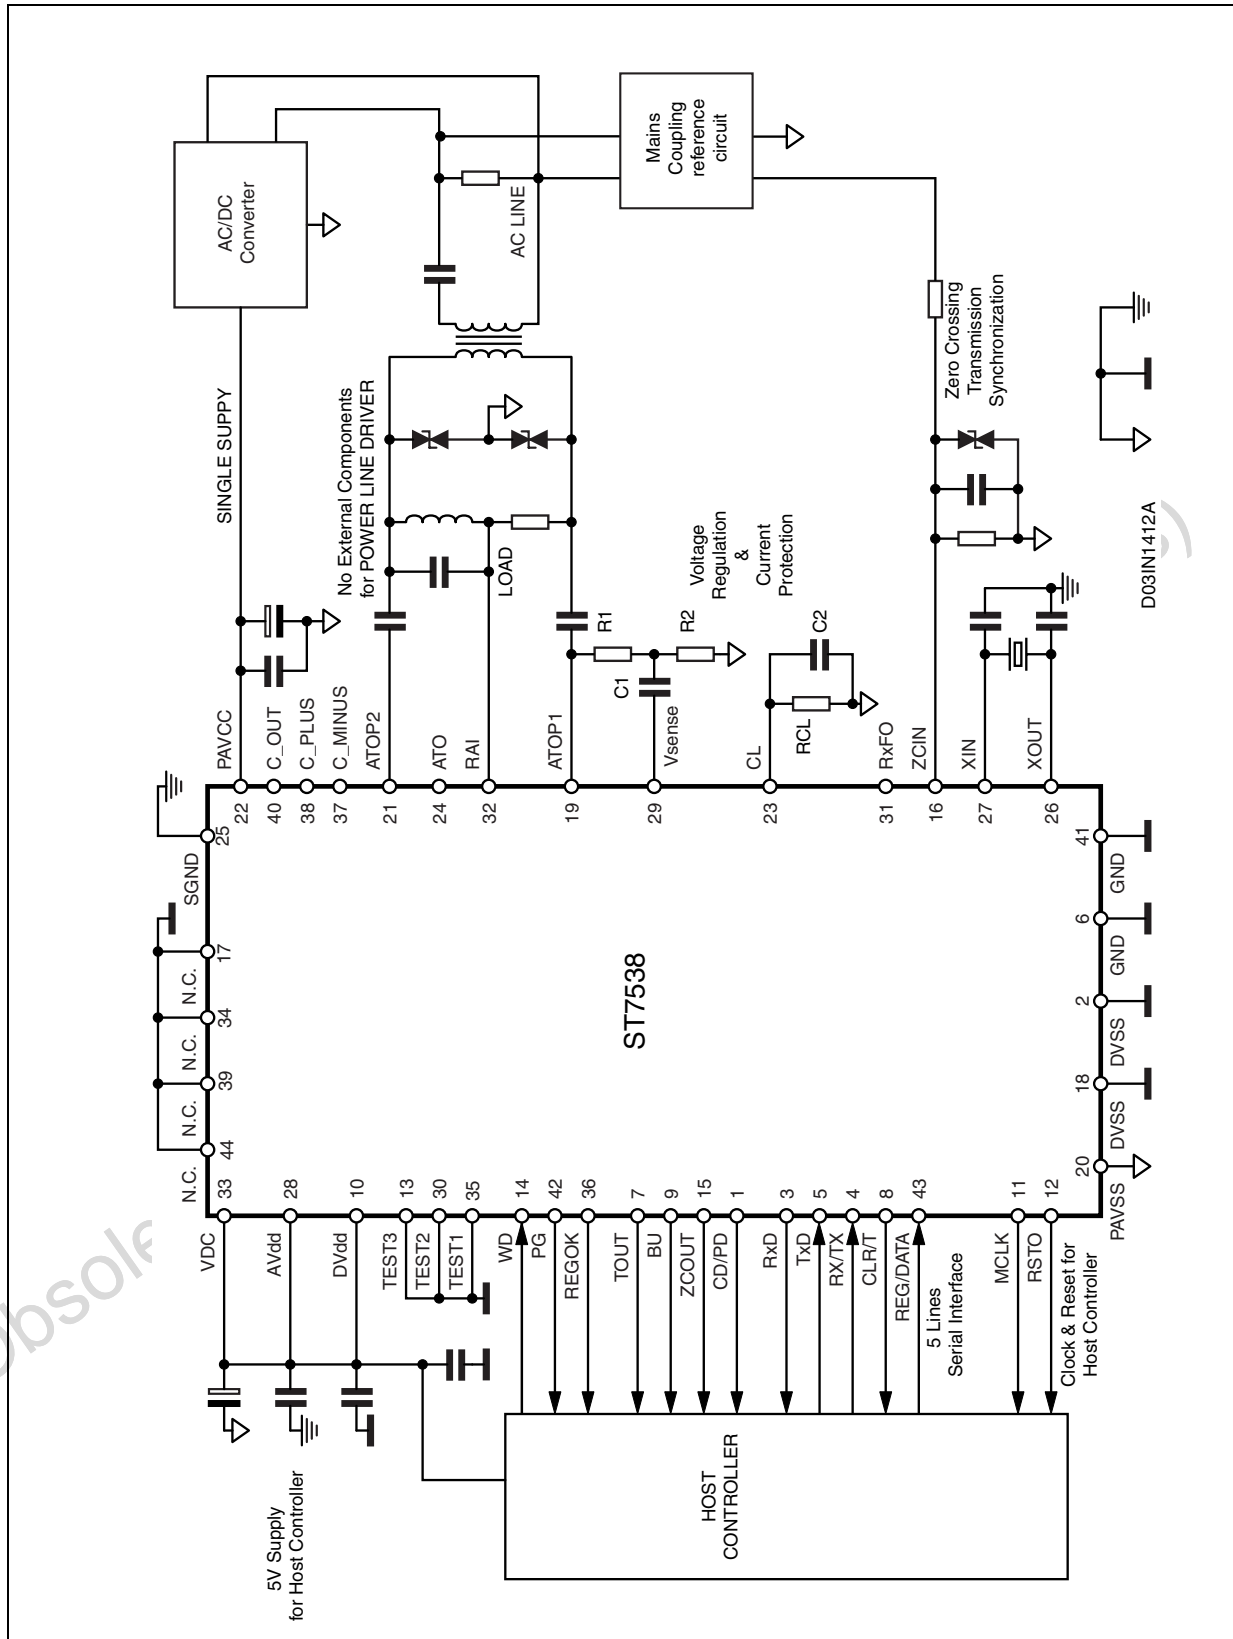 AC/DC
Converter
Mains
Coupling
reference
circuit
AC LINE
SINGLE SUPPY
No External Components
for POWER LINE DRIVER
LOAD
R1
R2
C1
Voltage
Regulation
&
Current
Protection
C2
RCL
Zero Crossing
Transmission
Synchronization
D03IN1412A
PAVCC
C_OUT
C_PLUS
C_MINUS
ATOP2
ATO
RAI
ATOP1
Vsense
CL
RxFO
ZCIN
XIN
XOUT
22
40
38
37
21
24
32
19
29
23
31
16
27
26
25
SGND
17
N.C.
34
N.C.
39
N.C.
44
N.C.
41
GND
6
GND
2
DVSS
18
DVSS
20
PAVSS
ST7538
33
28
10
13
30
35
14
42
36
7
9
15
1
3
5
4
8
43
11
12
VDC
AVdd
DVdd
TEST3
TEST2
TEST1
WD
PG
REGOK
TOUT
BU
ZCOUT
CD/PD
RxD
TxD
RX/TX
CLR/T
REG/DATA
MCLK
RSTO
5 Lines
Serial Interface
Clock & Reset for
Host Controller
5V Supply
for Host Controller
HOST
CONTROLLER